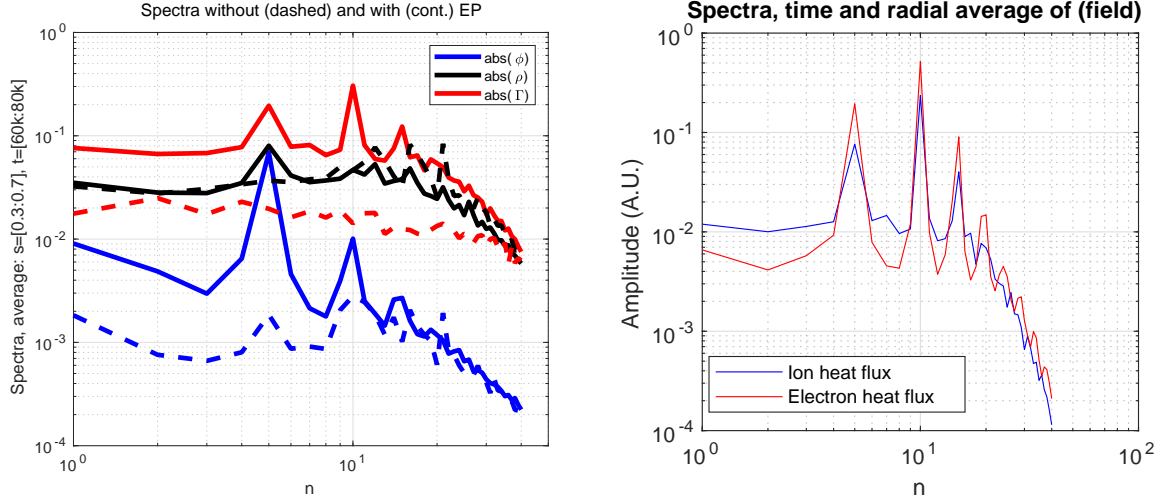 Spectra without (dashed) and with (cont.) EP
Spectra, average: s=[0.3:0.7], t=[60k:80k]
10^0
10^-1
10^-2
10^-3
10^-4
abs( ϕ)
abs( ρ)
abs( Γ)
10^0
10^1
n
Spectra, time and radial average of (field)
Amplitude (A.U.)
10^0
10^-1
10^-2
10^-3
10^-4
Ion heat flux
Electron heat flux
10^0
10^1
10^2
n